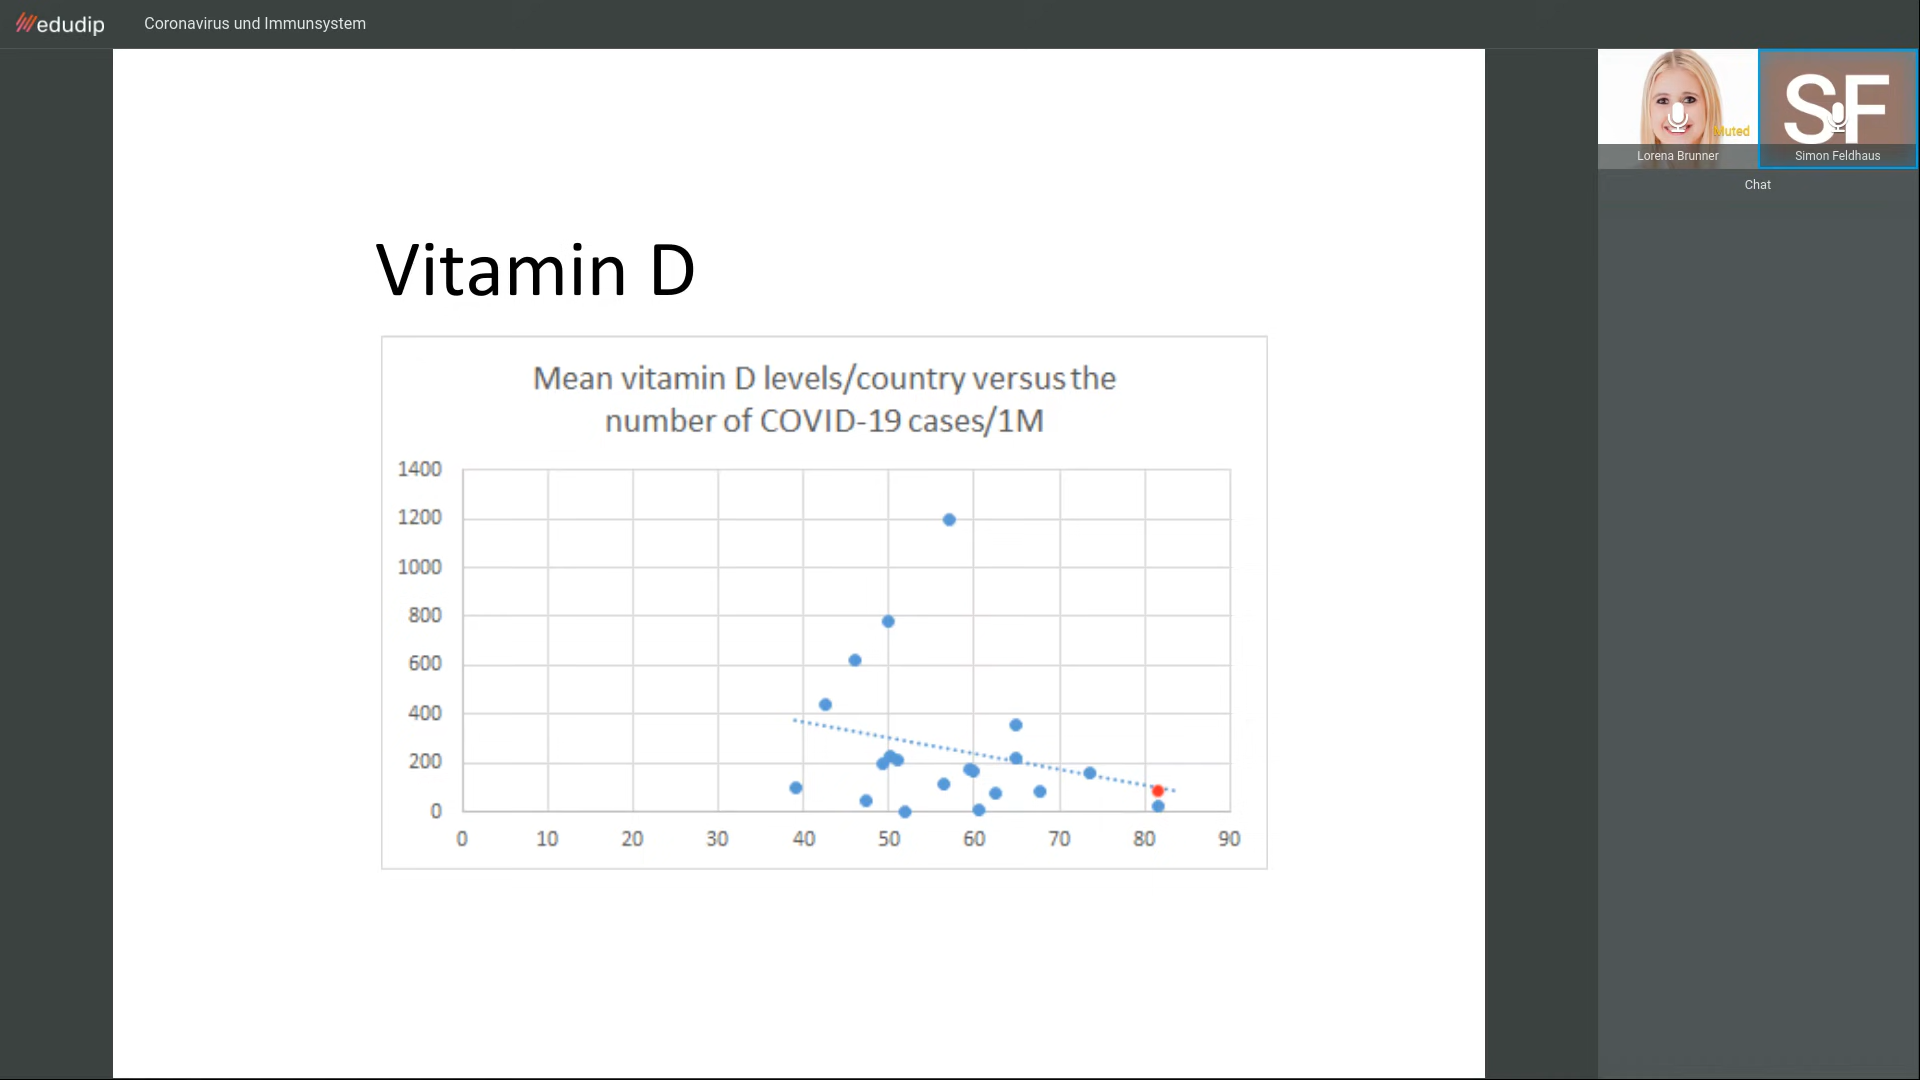 edudip
Coronavirus und Immunsystem
SF
Muted
Lorena Brunner
Simon Feldhaus
Chat
Vitamin D
Mean vitamin D levels/country versus the
number of COVID-19 cases/1M
1400
1200
1000
800
600
400
200
0
0 10 20 30 40 50 60 70 80 90